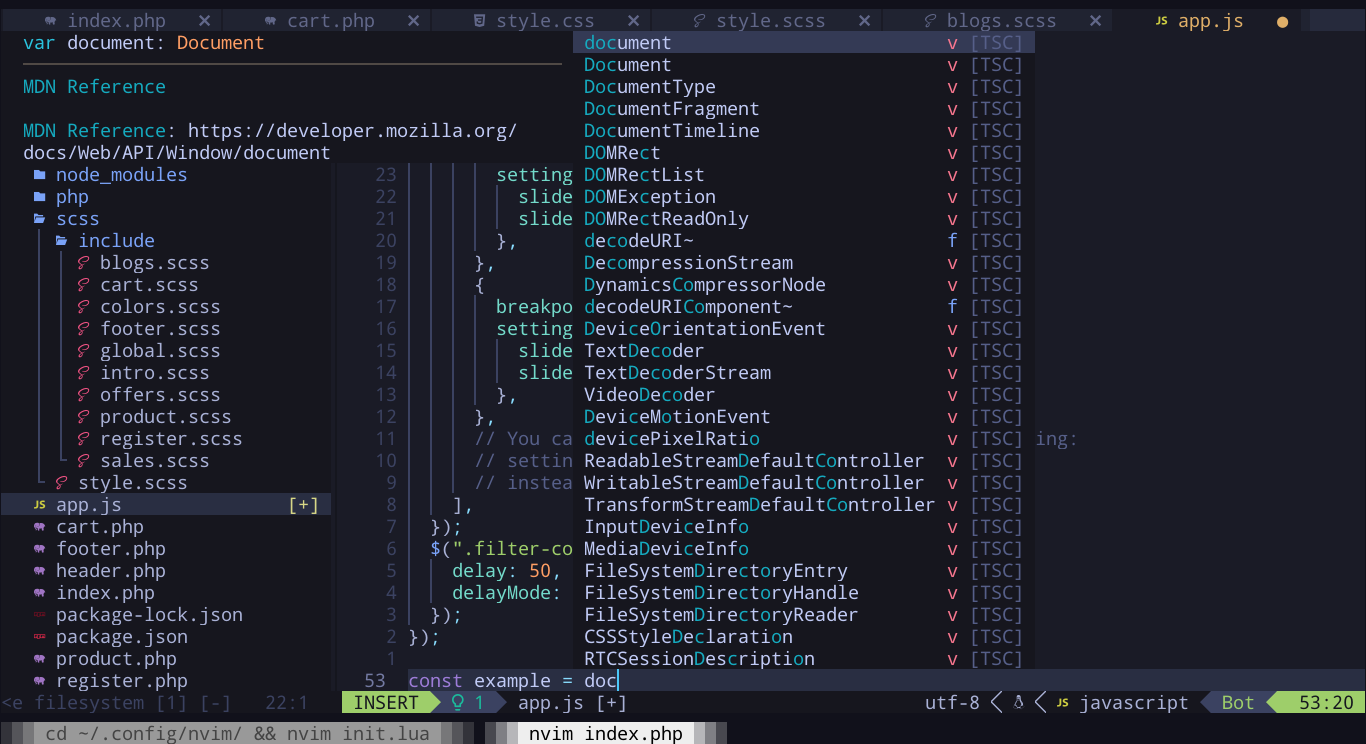 index.php ✕ cart.php ✕ style.css ✕ style.scss ✕ blogs.scss ✕ JS app.js ●
var document: Document
MDN Reference
MDN Reference: https://developer.mozilla.org/
docs/Web/API/Window/document
node_modules
php
scss
include
blogs.scss
cart.scss
colors.scss
footer.scss
global.scss
intro.scss
offers.scss
product.scss
register.scss
sales.scss
style.scss
JS app.js [+]
cart.php
footer.php
header.php
index.php
package-lock.json
package.json
product.php
register.php
<e filesystem [1] [-] 22:1
23 setting
22 slide
21 slide
20 },
19 },
18 {
17 breakpo
16 setting
15 slide
14 slide
13 },
12 },
11 // You ca ing:
10 // settin
9 // instea
8 ],
7 });
6 $(".filter-co
5 delay: 50,
4 delayMode:
3 });
2 });
1
53 const example = doc
document v [TSC]
Document v [TSC]
DocumentType v [TSC]
DocumentFragment v [TSC]
DocumentTimeline v [TSC]
DOMRect v [TSC]
DOMRectList v [TSC]
DOMException v [TSC]
DOMRectReadOnly v [TSC]
decodeURI~ f [TSC]
DecompressionStream v [TSC]
DynamicsCompressorNode v [TSC]
decodeURIComponent~ f [TSC]
DeviceOrientationEvent v [TSC]
TextDecoder v [TSC]
TextDecoderStream v [TSC]
VideoDecoder v [TSC]
DeviceMotionEvent v [TSC]
devicePixelRatio v [TSC]
ReadableStreamDefaultController v [TSC]
WritableStreamDefaultController v [TSC]
TransformStreamDefaultController v [TSC]
InputDeviceInfo v [TSC]
MediaDeviceInfo v [TSC]
FileSystemDirectoryEntry v [TSC]
FileSystemDirectoryHandle v [TSC]
FileSystemDirectoryReader v [TSC]
CSSStyleDeclaration v [TSC]
RTCSessionDescription v [TSC]
INSERT 1 app.js [+] utf-8 JS javascript Bot 53:20
cd ~/.config/nvim/ && nvim init.lua nvim index.php